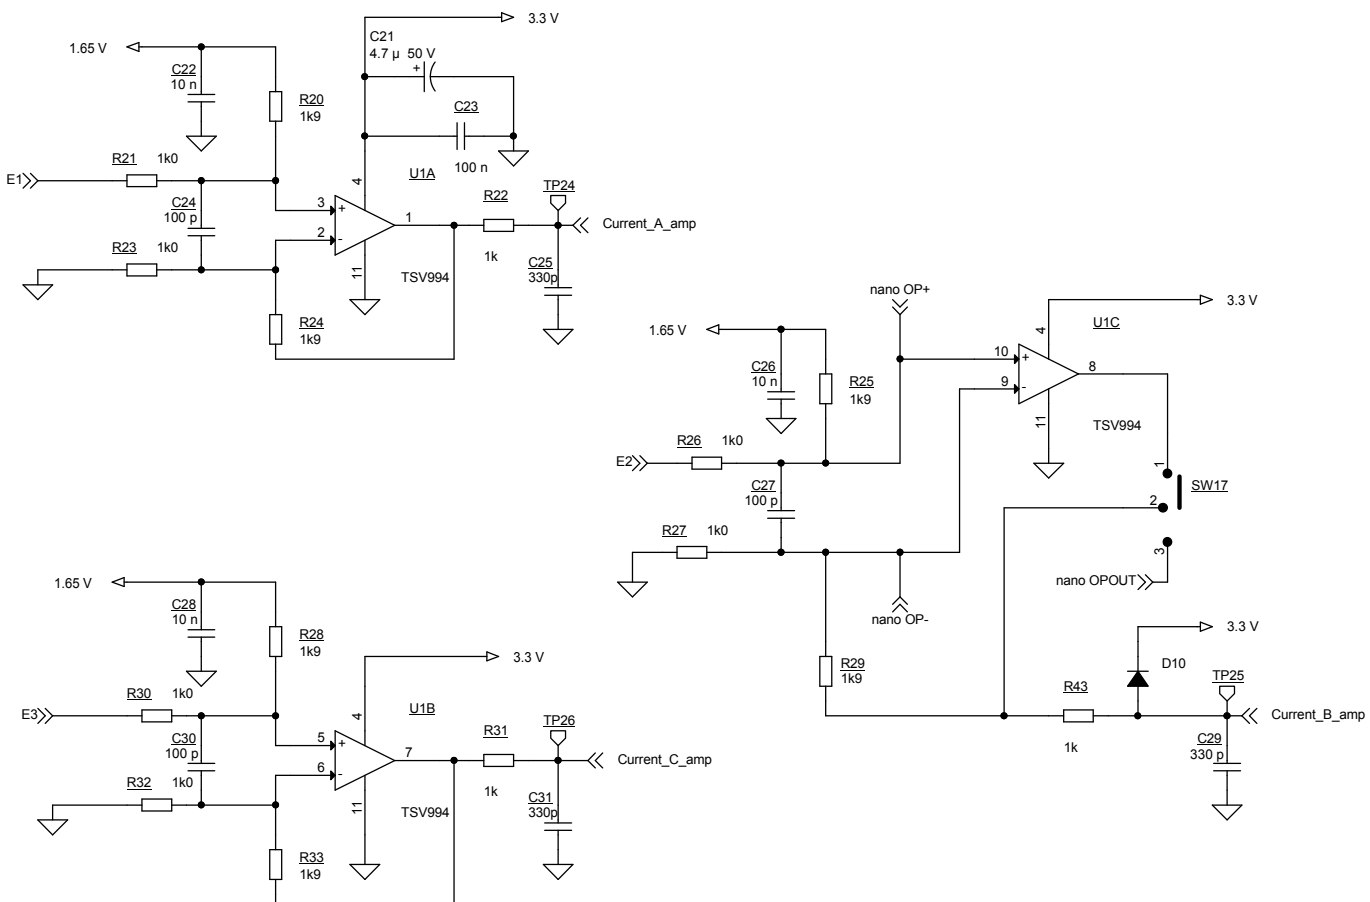 3.3 V
C21
4.7 µ 50 V
+
1.65 V
C22
10 n
R20
1k9
C23
100 n
R21 1k0
E1
U1A
4
3
+
2
-
1
11
TSV994
C24
100 p
R23 1k0
R22
1k
TP24
Current_A_amp
C25
330p
R24
1k9
nano OP+
3.3 V
1.65 V
U1C
4
10
+
9
-
8
11
TSV994
C26
10 n
R25
1k9
R26 1k0
E2
C27
100 p
R27 1k0
1
2
3
SW17
nano OPOUT
nano OP-
R29
1k9
3.3 V
D10
R43
1k
TP25
Current_B_amp
C29
330 p
1.65 V
C28
10 n
R28
1k9
3.3 V
R30 1k0
E3
U1B
4
5
+
6
-
7
11
TSV994
C30
100 p
R32 1k0
R31
1k
TP26
Current_C_amp
C31
330p
R33
1k9